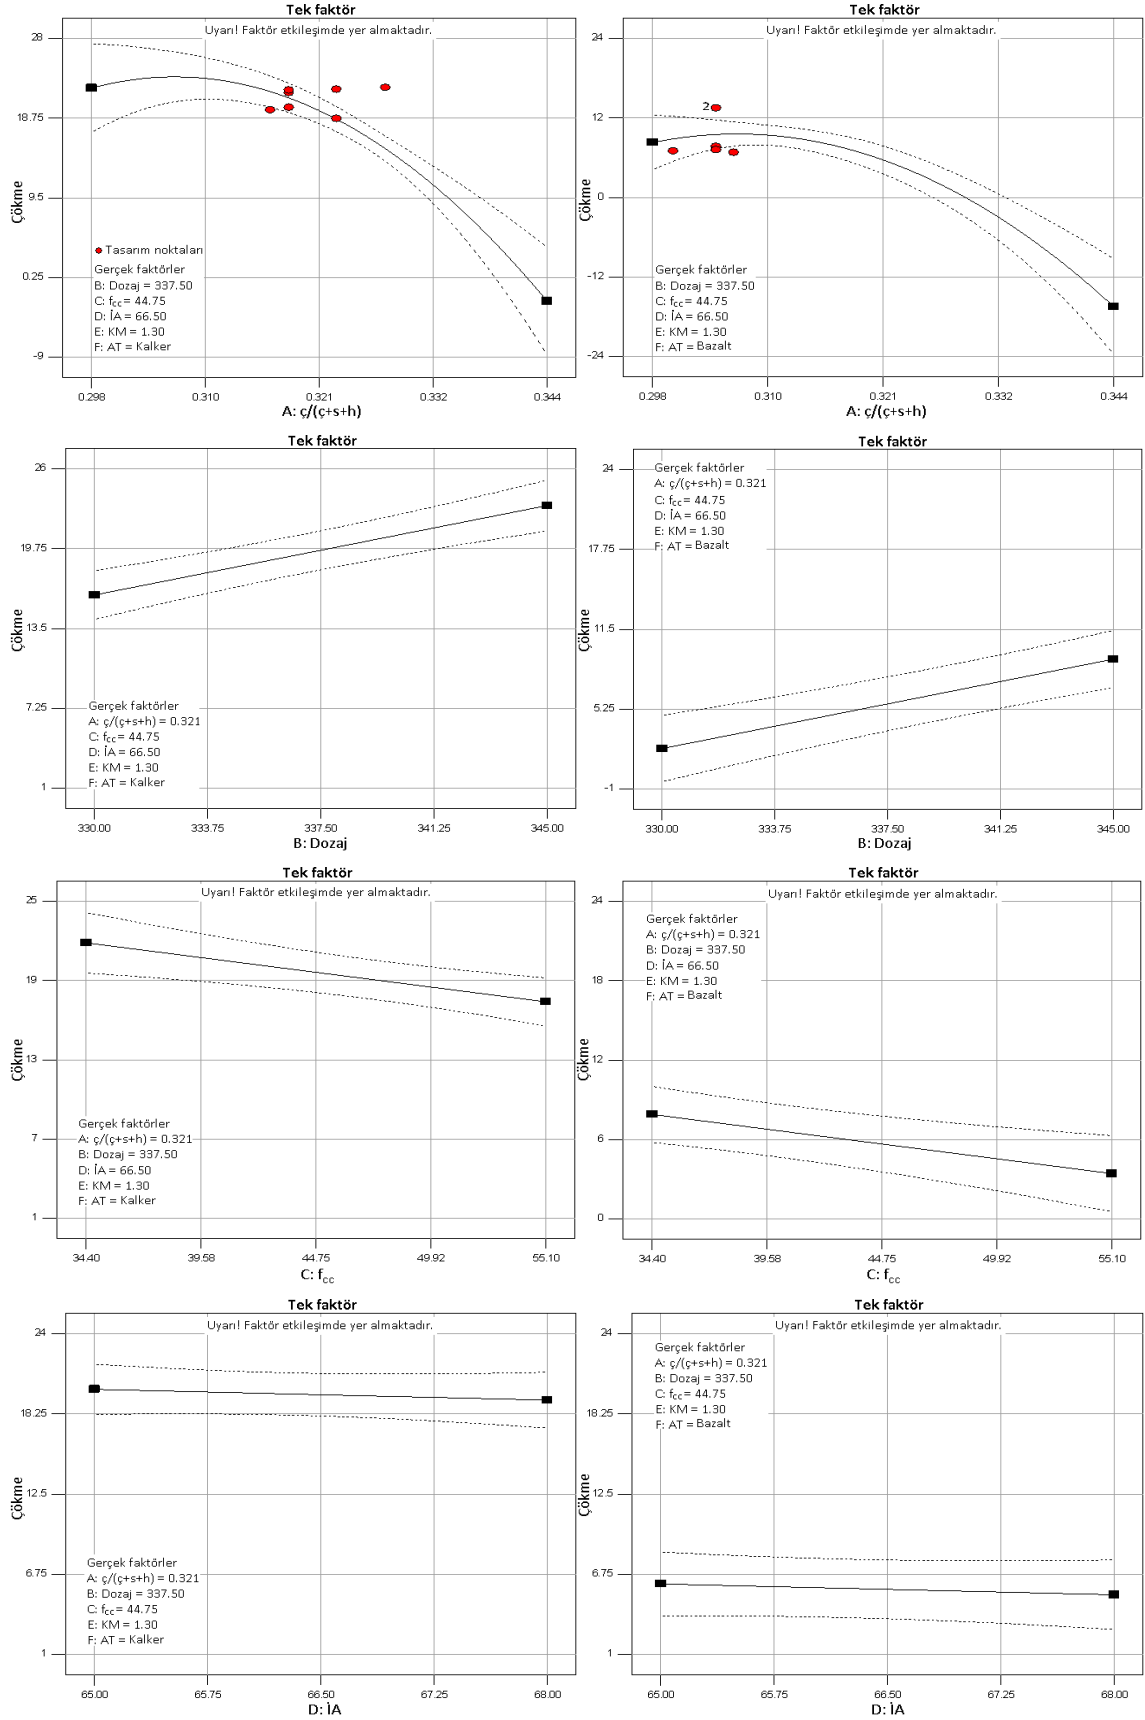 Tek faktör
Uyarı! Faktör etkileşimde yer almaktadır.
28
18.75
9.5
0.25
-9
Çökme
Tasarım noktaları
Gerçek faktörler
B: Dozaj = 337.50
C: fcc = 44.75
D: İA = 66.50
E: KM = 1.30
F: AT = Kalker
0.298 0.310 0.321 0.332 0.344
A: ç/(ç+s+h)
Tek faktör
Uyarı! Faktör etkileşimde yer almaktadır.
24
12
0
-12
-24
Çökme
2
Gerçek faktörler
B: Dozaj = 337.50
C: fcc = 44.75
D: İA = 66.50
E: KM = 1.30
F: AT = Bazalt
0.298 0.310 0.321 0.332 0.344
A: ç/(ç+s+h)
Tek faktör
26
19.75
13.5
7.25
1
Çökme
Gerçek faktörler
A: ç/(ç+s+h) = 0.321
C: fcc = 44.75
D: İA = 66.50
E: KM = 1.30
F: AT = Kalker
330.00 333.75 337.50 341.25 345.00
B: Dozaj
Tek faktör
24
17.75
11.5
5.25
-1
Çökme
Gerçek faktörler
A: ç/(ç+s+h) = 0.321
C: fcc = 44.75
D: İA = 66.50
E: KM = 1.30
F: AT = Bazalt
330.00 333.75 337.50 341.25 345.00
B: Dozaj
Tek faktör
Uyarı! Faktör etkileşimde yer almaktadır.
25
19
13
7
1
Çökme
Gerçek faktörler
A: ç/(ç+s+h) = 0.321
B: Dozaj = 337.50
D: İA = 66.50
E: KM = 1.30
F: AT = Kalker
34.40 39.58 44.75 49.92 55.10
C: fcc
Tek faktör
Uyarı! Faktör etkileşimde yer almaktadır.
24
18
12
6
0
Çökme
Gerçek faktörler
A: ç/(ç+s+h) = 0.321
B: Dozaj = 337.50
D: İA = 66.50
E: KM = 1.30
F: AT = Bazalt
34.40 39.58 44.75 49.92 55.10
C: fcc
Tek faktör
Uyarı! Faktör etkileşimde yer almaktadır.
24
18.25
12.5
6.75
1
Çökme
Gerçek faktörler
A: ç/(ç+s+h) = 0.321
B: Dozaj = 337.50
C: fcc = 44.75
E: KM = 1.30
F: AT = Kalker
65.00 65.75 66.50 67.25 68.00
D: İA
Tek faktör
Uyarı! Faktör etkileşimde yer almaktadır.
24
18.25
12.5
6.75
1
Çökme
Gerçek faktörler
A: ç/(ç+s+h) = 0.321
B: Dozaj = 337.50
C: fcc = 44.75
E: KM = 1.30
F: AT = Bazalt
65.00 65.75 66.50 67.25 68.00
D: İA